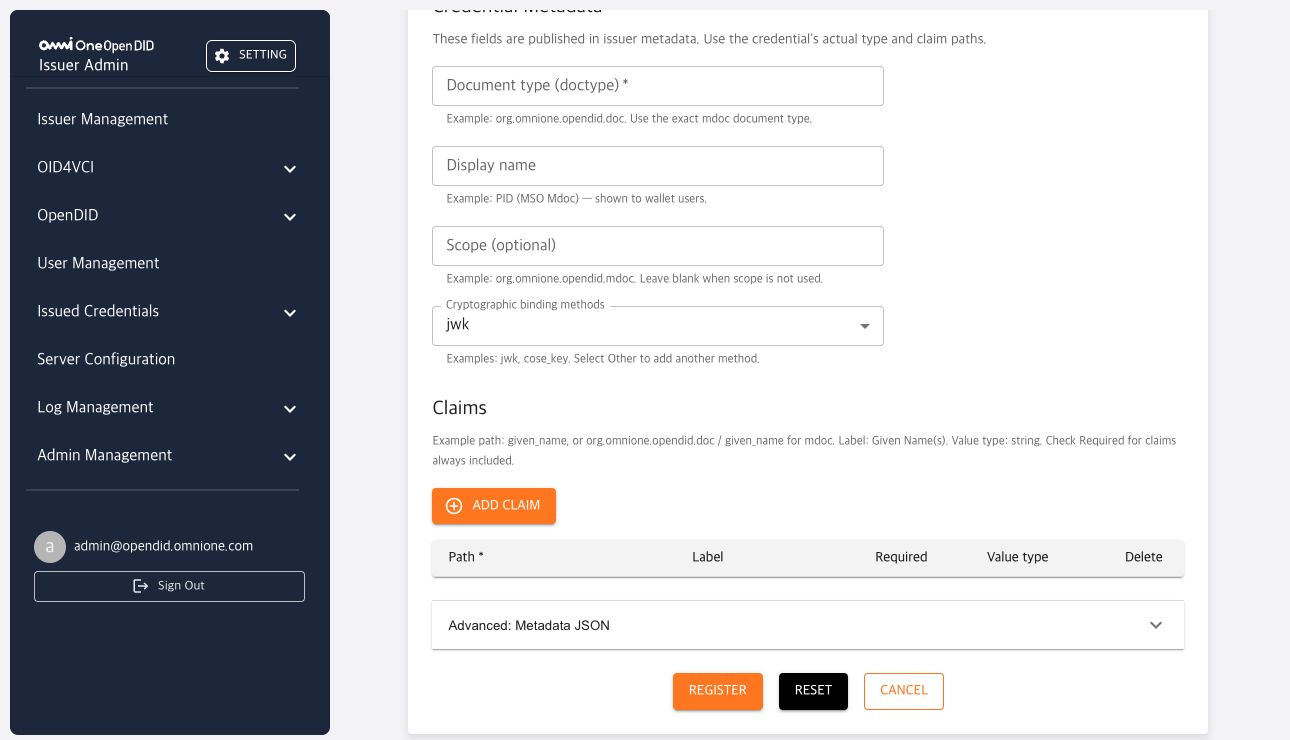 OmniOne Open DID
Issuer Admin
SETTING
Issuer Management
OID4VCI
OpenDID
User Management
Issued Credentials
Server Configuration
Log Management
Admin Management
a
admin@opendid.omnione.com
Sign Out
Credential Metadata
These fields are published in issuer metadata. Use the credential's actual type and claim paths.
Document type (doctype) *
Example: org.omnione.opendid.doc. Use the exact mdoc document type.
Display name
Example: PID (MSO Mdoc) — shown to wallet users.
Scope (optional)
Example: org.omnione.opendid.mdoc. Leave blank when scope is not used.
Cryptographic binding methods
jwk
Examples: jwk, cose_key. Select Other to add another method.
Claims
Example path: given_name, or org.omnione.opendid.doc / given_name for mdoc. Label: Given Name(s). Value type: string. Check Required for claims
always included.
ADD CLAIM
Path * Label Required Value type Delete
Advanced: Metadata JSON
REGISTER RESET CANCEL